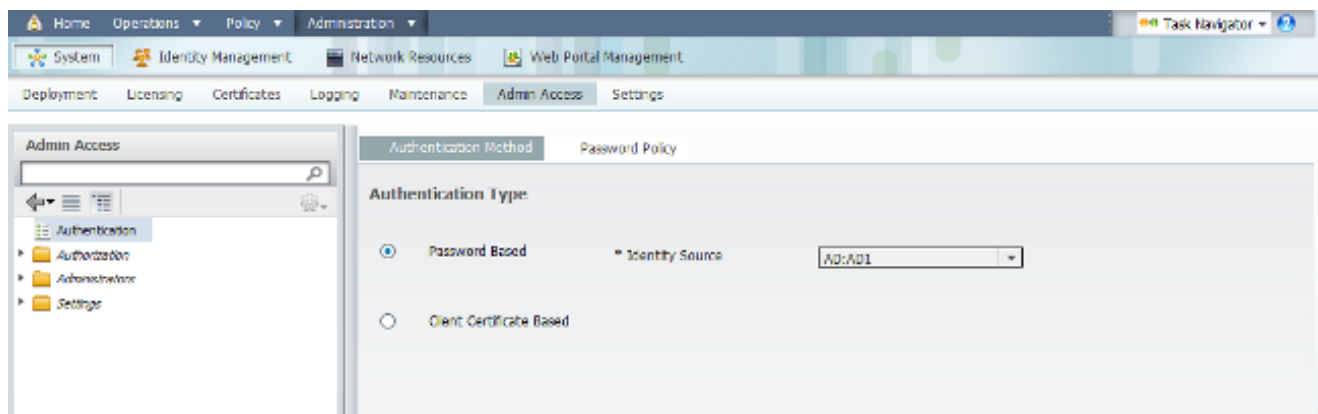 Home Operations Policy Administration Task Navigator
System Identity Management Network Resources Web Portal Management
Deployment Licensing Certificates Logging Maintenance Admin Access Settings
Admin Access
Authentication
Authorization
Administrators
Settings
Authentication Method Password Policy
Authentication Type
Password Based * Identity Source AD:AD1
Client Certificate Based